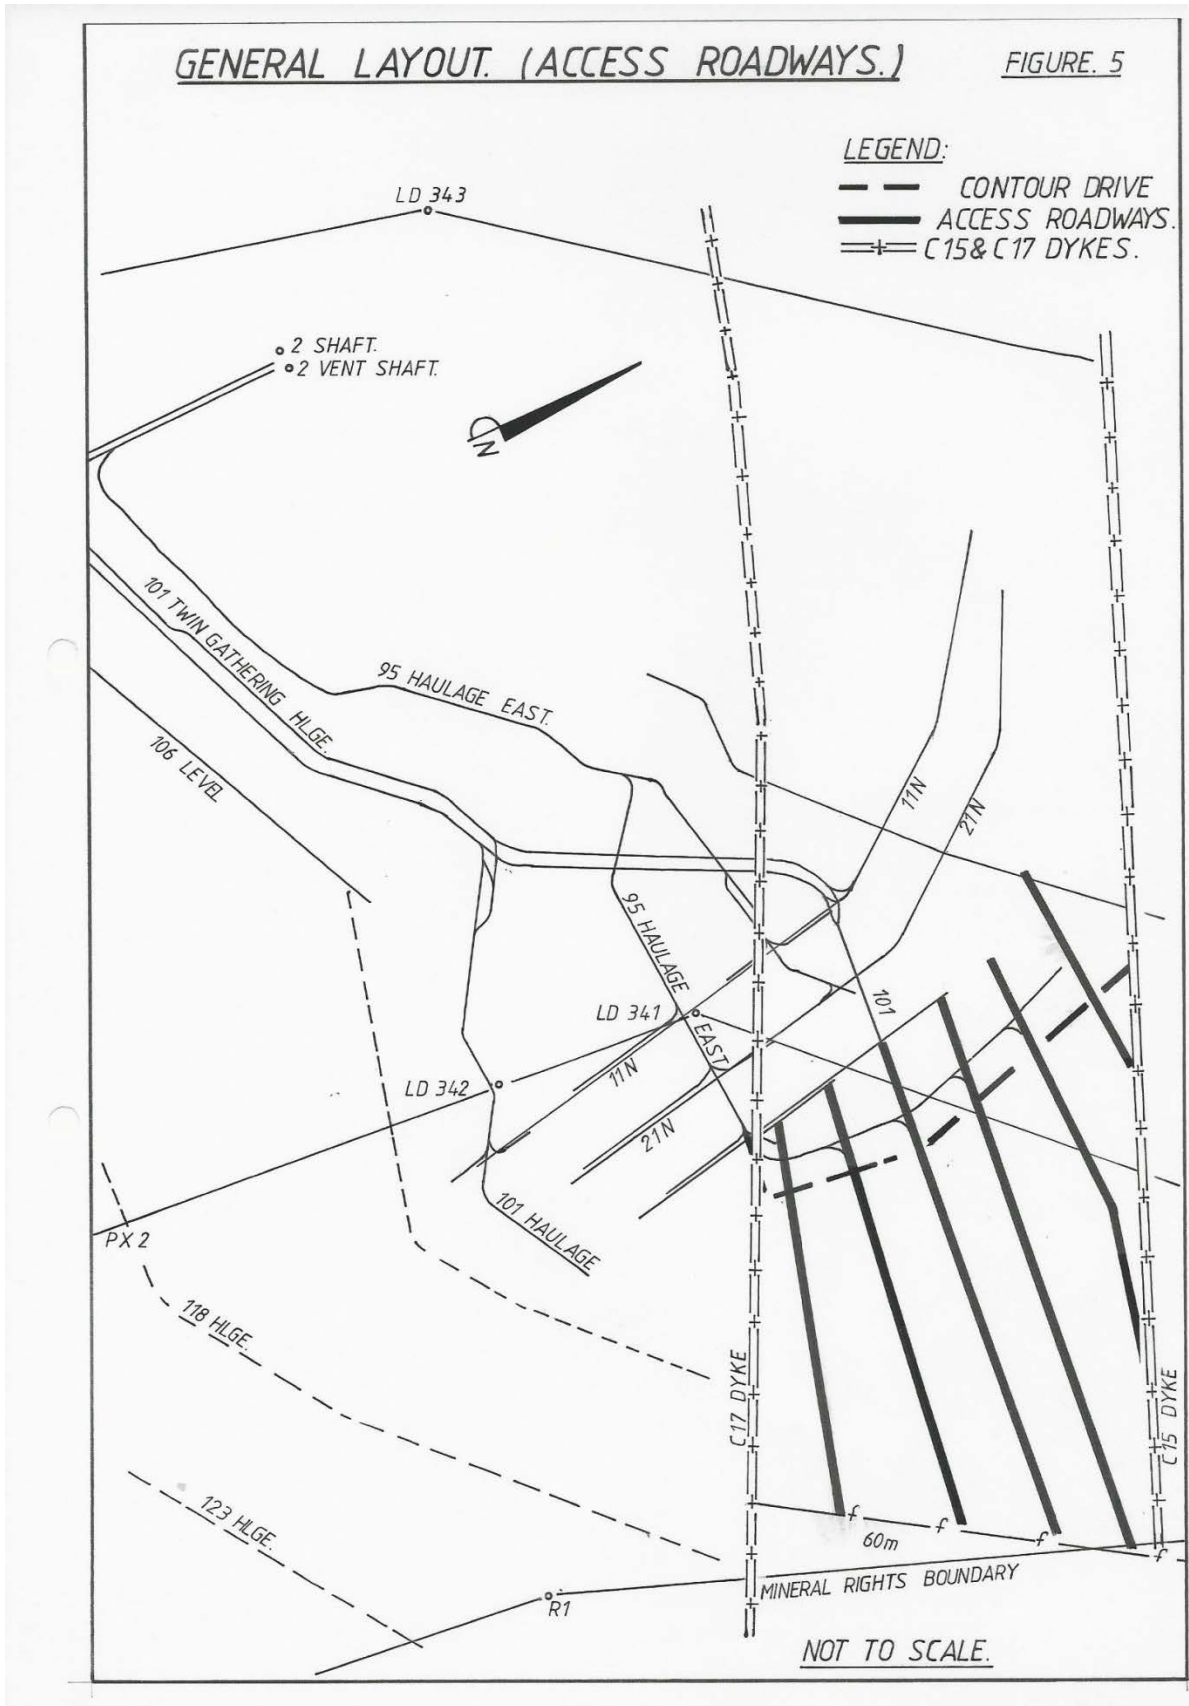 GENERAL LAYOUT. (ACCESS ROADWAYS.)
FIGURE. 5
LEGEND:
CONTOUR DRIVE
ACCESS ROADWAYS.
C15 & C17 DYKES.
LD 343
2 SHAFT.
2 VENT SHAFT.
N
101 TWIN GATHERING HLGE.
95 HAULAGE EAST.
106 LEVEL
11N
21N
95 HAULAGE EAST
LD 341
101
LD 342
11N
21N
101 HAULAGE
PX 2
118 HLGE.
C17 DYKE
C15 DYKE
123 HLGE.
f
f
f
f
60m
MINERAL RIGHTS BOUNDARY
R1
NOT TO SCALE.